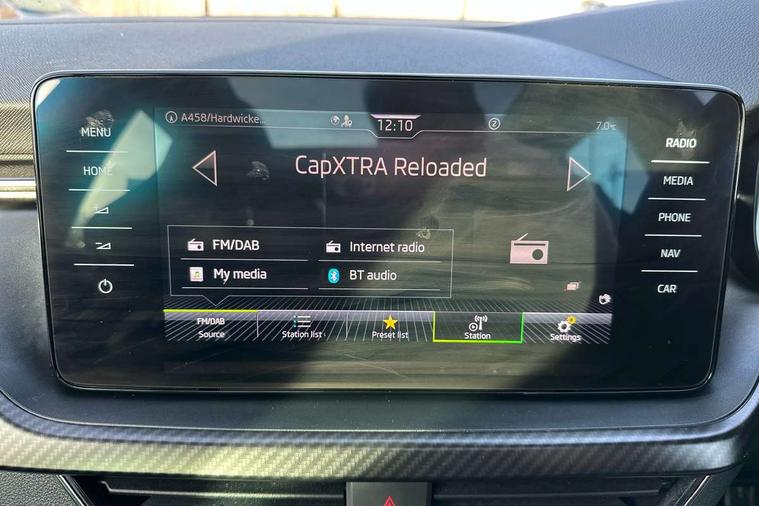 A458/Hardwicke...
12:10
7.0°C
MENU
HOME
CapXTRA Reloaded
RADIO
MEDIA
PHONE
NAV
CAR
FM/DAB
Internet radio
My media
BT audio
FM/DAB
Source
Station list
Preset list
Station
Settings